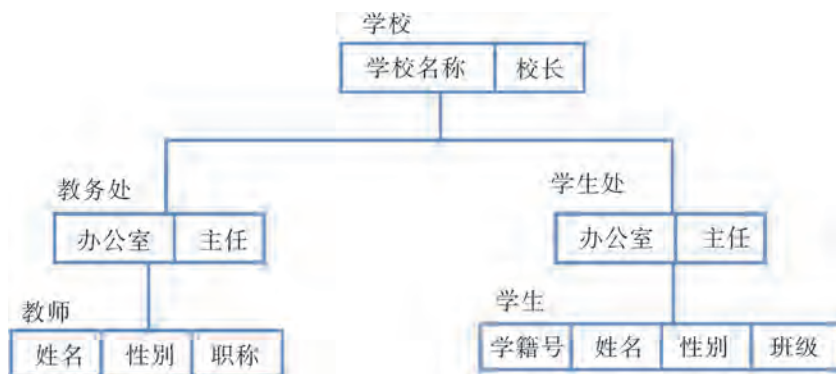 学校
学校名称 校长
教务处 学生处
办公室 主任 办公室 主任
教师 学生
姓名 性别 职称 学籍号 姓名 性别 班级